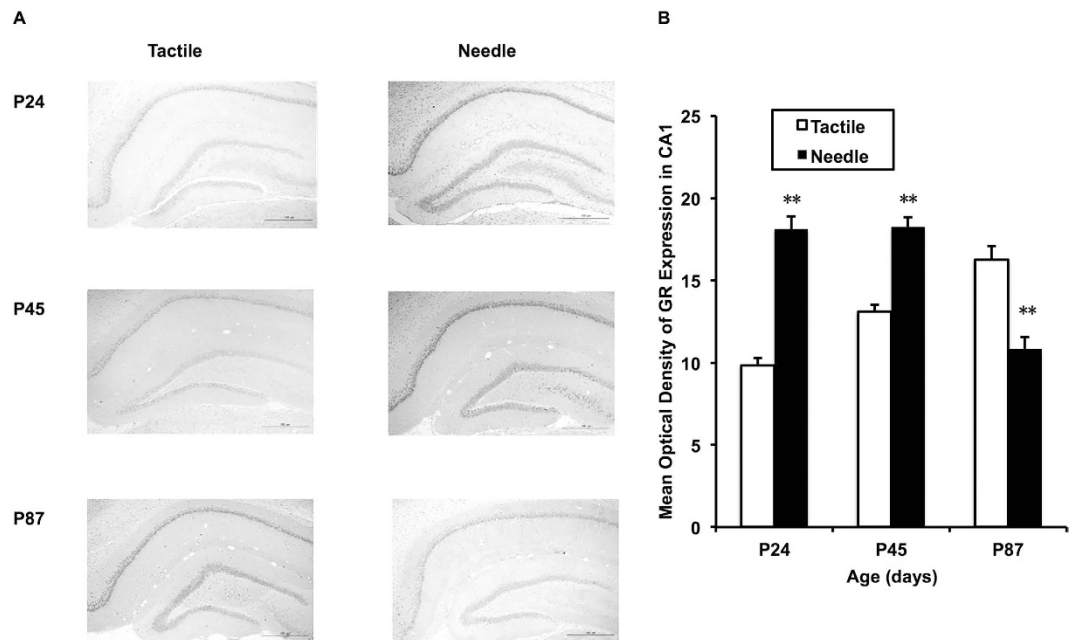 A
B
Tactile
Needle
P24
P45
P87
Mean Optical Density of GR Expression in CA1
25
20
15
10
5
0
Tactile
Needle
**
**
**
P24
P45
P87
Age (days)